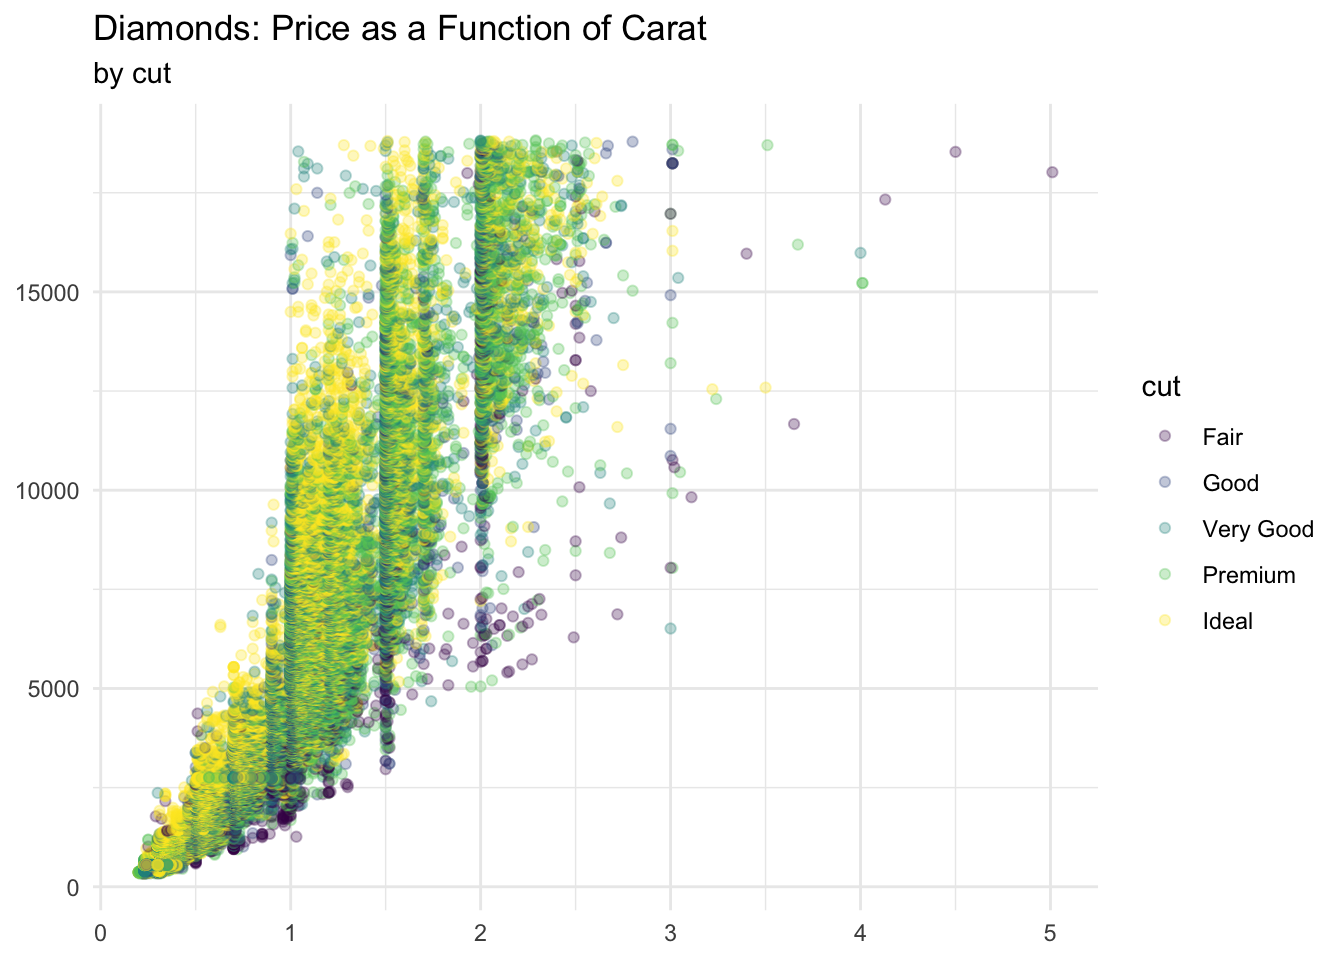 Diamonds: Price as a Function of Carat
by cut
15000
10000
5000
0
0 1 2 3 4 5
cut
Fair
Good
Very Good
Premium
Ideal